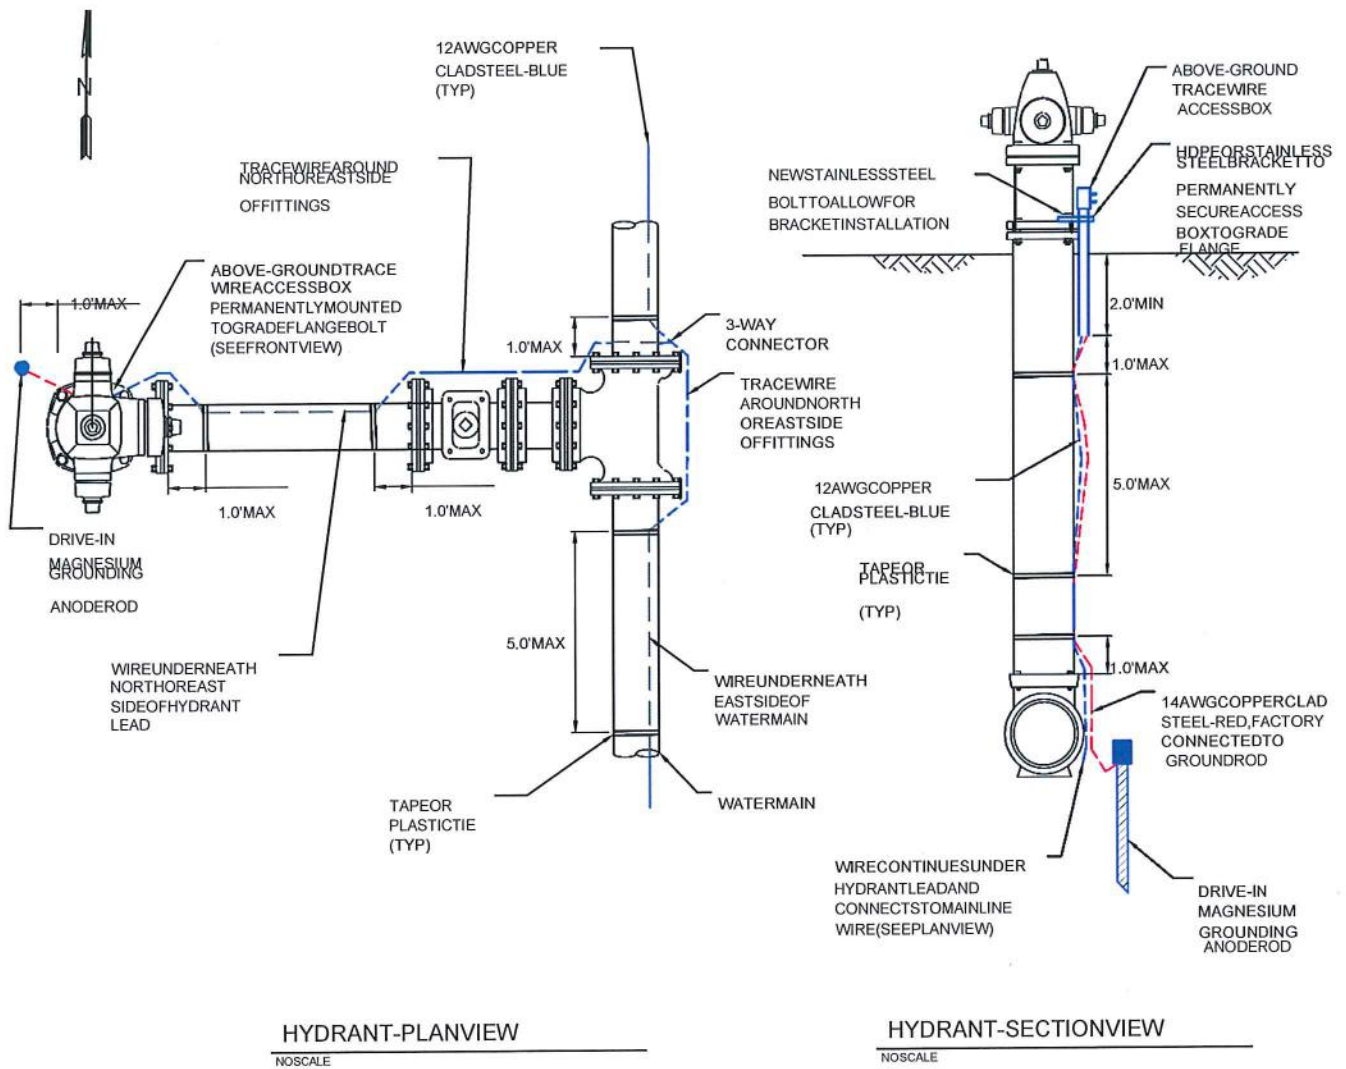 N
12AWGCOPPER
CLADSTEEL-BLUE
(TYP)
TRACEWIREAROUND
NORTHOREASTSIDE
OFFITTINGS
ABOVE-GROUNDTRACE
WIREACCESSBOX
PERMANENTLYMOUNTED
TOGRADEFLANGEBOLT
(SEEFRONTVIEW)
1.0'MAX
1.0'MAX
3-WAY
CONNECTOR
TRACEWIRE
AROUNDNORTH
OREASTSIDE
OFFITTINGS
1.0'MAX
1.0'MAX
DRIVE-IN
MAGNESIUM
GROUNDING
ANODEROD
5.0'MAX
WIREUNDERNEATH
NORTHOREAST
SIDEOFHYDRANT
LEAD
WIREUNDERNEATH
EASTSIDEOF
WATERMAIN
TAPEOR
PLASTICTIE
(TYP)
WATERMAIN
HYDRANT-PLANVIEW
NOSCALE
ABOVE-GROUND
TRACEWIRE
ACCESSBOX
HDPEORSTAINLESS
STEELBRACKETTO
PERMANENTLY
SECUREACCESS
BOXTOGRADE
FLANGE
NEWSTAINLESSSTEEL
BOLTTOALLOWFOR
BRACKETINSTALLATION
2.0'MIN
1.0'MAX
5.0'MAX
12AWGCOPPER
CLADSTEEL-BLUE
(TYP)
TAPEOR
PLASTICTIE
(TYP)
1.0'MAX
14AWGCOPPERCLAD
STEEL-RED,FACTORY
CONNECTEDTO
GROUNDROD
WIRECONTINUESUNDER
HYDRANTLEADAND
CONNECTSTOMAINLINE
WIRE(SEEPLANVIEW)
DRIVE-IN
MAGNESIUM
GROUNDING
ANODEROD
HYDRANT-SECTIONVIEW
NOSCALE